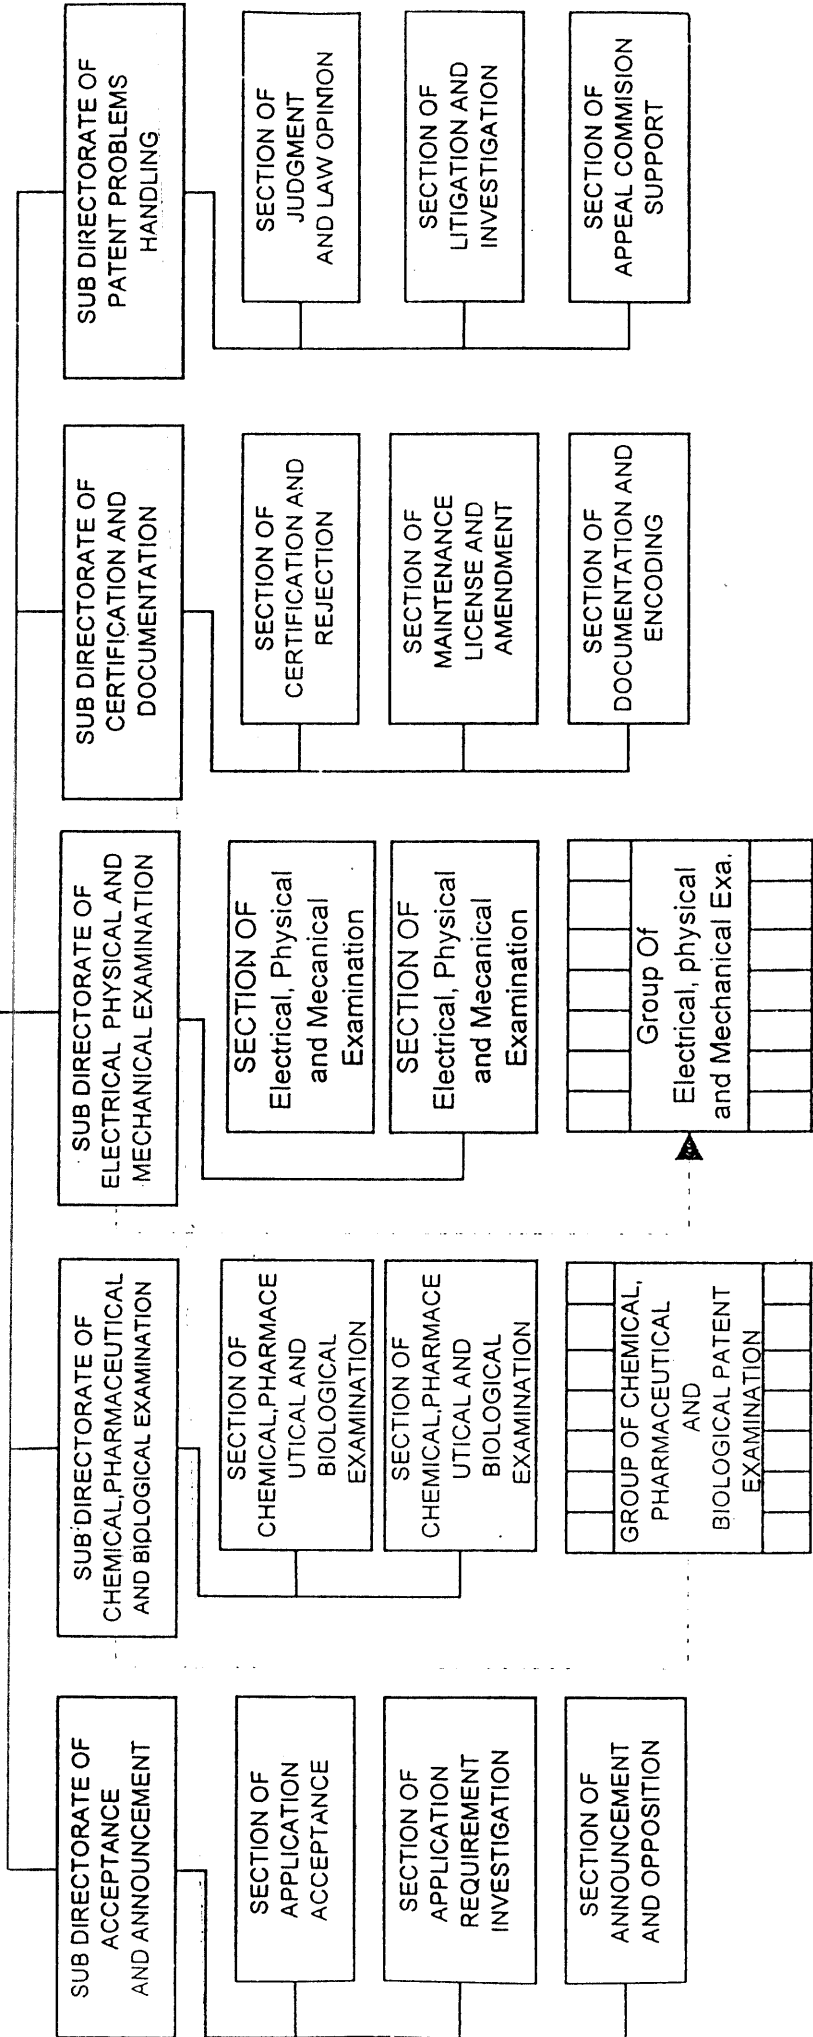 SUB DIRECTORATE OF
ACCEPTANCE
AND ANNOUNCEMENT
SECTION OF
APPLICATION
ACCEPTANCE
SECTION OF
APPLICATION
REQUIREMENT
INVESTIGATION
SECTION OF
ANNOUNCEMENT
AND OPPOSITION
SUB DIRECTORATE OF
CHEMICAL,PHARMACEUTICAL
AND BIOLOGICAL EXAMINATION
SECTION OF
CHEMICAL,PHARMACE
UTICAL AND
BIOLOGICAL
EXAMINATION
SECTION OF
CHEMICAL,PHARMACE
UTICAL AND
BIOLOGICAL
EXAMINATION
GROUP OF CHEMICAL,
PHARMACEUTICAL
AND
BIOLOGICAL PATENT
EXAMINATION
SUB DIRECTORATE OF
ELECTRICAL PHYSICAL AND
MECHANICAL EXAMINATION
SECTION OF
Electrical, Physical
and Mecanical
Examination
SECTION OF
Electrical, Physical
and Mecanical
Examination
Group Of
Electrical, physical
and Mechanical Exa.
SUB DIRECTORATE OF
CERTIFICATION AND
DOCUMENTATION
SECTION OF
CERTIFICATION AND
REJECTION
SECTION OF
MAINTENANCE
LICENSE AND
AMENDMENT
SECTION OF
DOCUMENTATION AND
ENCODING
SUB DIRECTORATE OF
PATENT PROBLEMS
HANDLING
SECTION OF
JUDGMENT
AND LAW OPINION
SECTION OF
LITIGATION AND
INVESTIGATION
SECTION OF
APPEAL COMMISION
SUPPORT